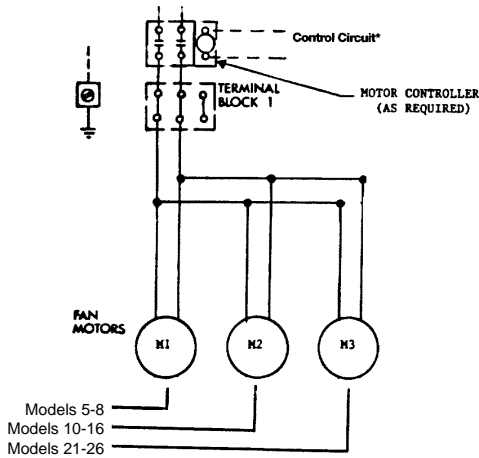 Control Circuit*
TERMINAL
BLOCK 1
MOTOR CONTROLLER
(AS REQUIRED)
FAN
MOTORS
M1
M2
M3
Models 5-8
Models 10-16
Models 21-26